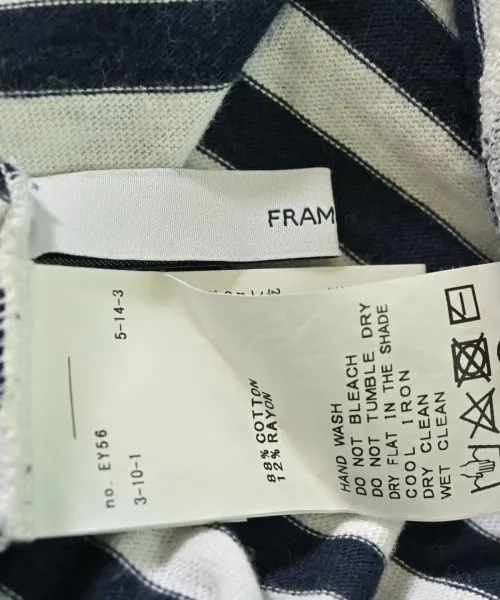 FRAM
5-14-3
no. EY56
3-10-1
88% COTTON
12% RAYON
HAND WASH
DO NOT BLEACH
DO NOT TUMBLE DRY
DRY FLAT IN THE SHADE
COOL IRON
DRY CLEAN
WET CLEAN